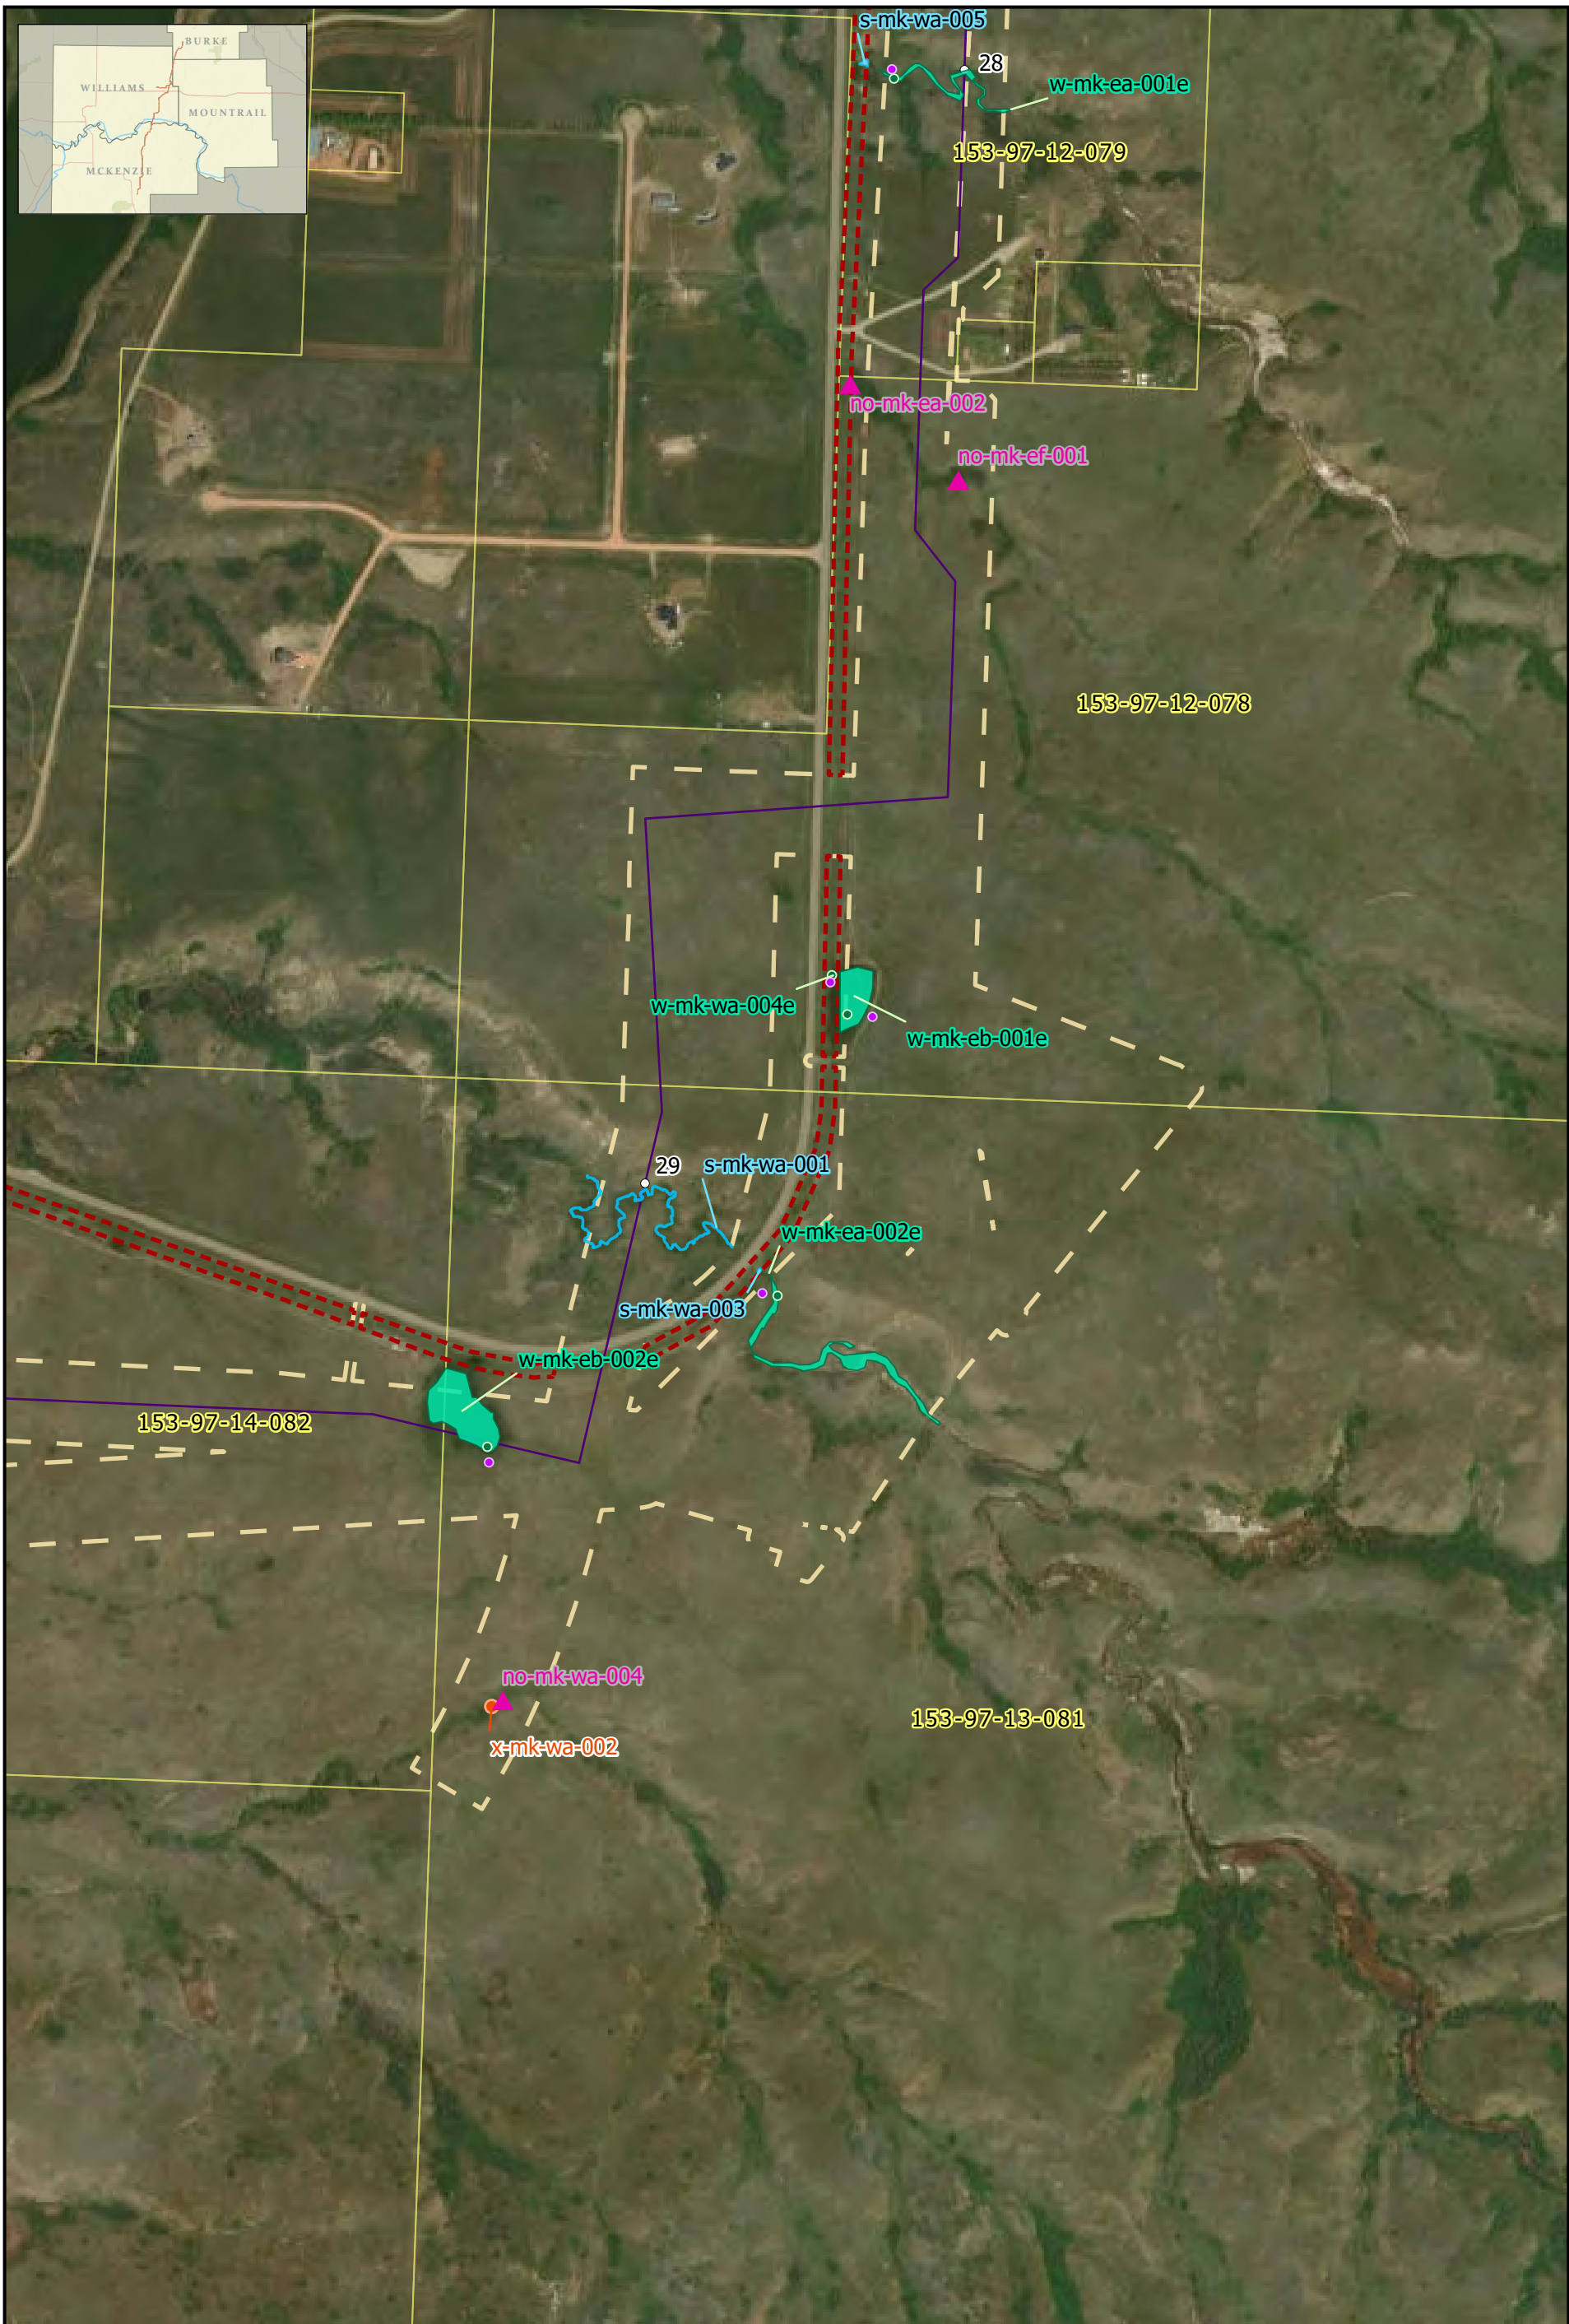 s-mk-wa-005
BURKE
28
w-mk-ea-001e
WILLIAMS
MOUNTRAIL
153-97-12-079
MCKENZIE
no-mk-ea-002
no-mk-ef-001
153-97-12-078
w-mk-wa-004e
w-mk-eb-001e
29
s-mk-wa-001
w-mk-ea-002e
s-mk-wa-003
w-mk-eb-002e
153-97-14-082
no-mk-wa-004
153-97-13-081
x-mk-wa-002